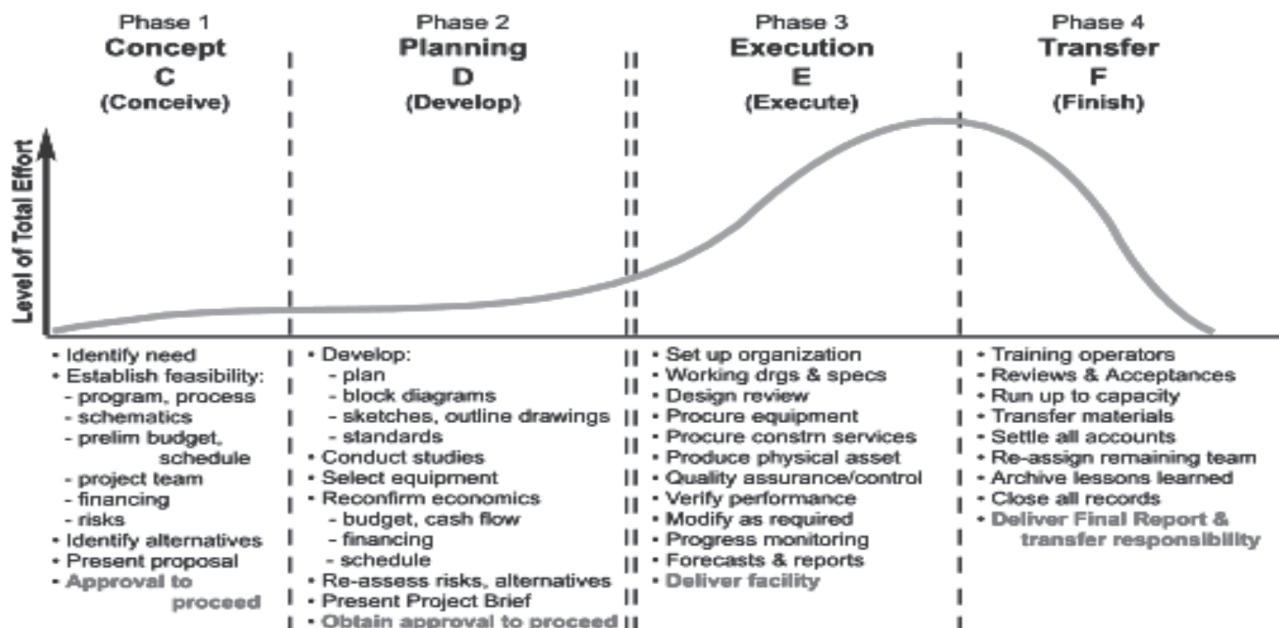 Phase 1
Concept
C
(Conceive)
Phase 2
Planning
D
(Develop)
Phase 3
Execution
E
(Execute)
Phase 4
Transfer
F
(Finish)
Level of Total Effort
• Identify need
• Establish feasibility:
- program, process
- schematics
- prelim budget,
schedule
- project team
- financing
- risks
• Identify alternatives
• Present proposal
• Approval to
proceed
• Develop:
- plan
- block diagrams
- sketches, outline drawings
- standards
• Conduct studies
• Select equipment
• Reconfirm economics
- budget, cash flow
- financing
- schedule
• Re-assess risks, alternatives
• Present Project Brief
• Obtain approval to proceed
• Set up organization
• Working drgs & specs
• Design review
• Procure equipment
• Procure constrn services
• Produce physical asset
• Quality assurance/control
• Verify performance
• Modify as required
• Progress monitoring
• Forecasts & reports
• Deliver facility
• Training operators
• Reviews & Acceptances
• Run up to capacity
• Transfer materials
• Settle all accounts
• Re-assign remaining team
• Archive lessons learned
• Close all records
• Deliver Final Report &
transfer responsibility